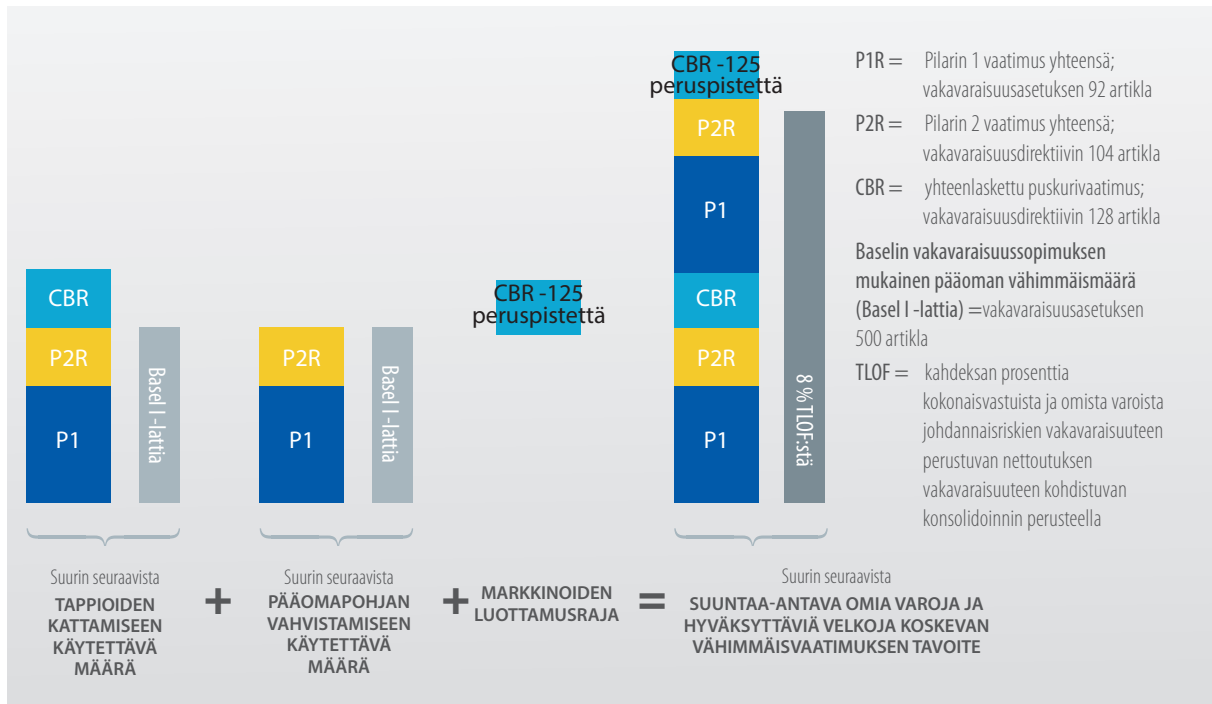 CBR
P2R
P1
Basel I -lattia
Suurin seuraavista
TAPPIOIDEN
KATTAMISEEN
KÄYTETTÄVÄ
MÄÄRÄ
+
P2R
P1
Basel I -lattia
Suurin seuraavista
PÄÄOMAPOHJAN
VAHVISTAMISEEN
KÄYTETTÄVÄ
MÄÄRÄ
+
CBR -125
peruspistettä
MARKKINOIDEN
LUOTTAMUSRAJA
=
CBR -125
peruspistettä
P2R
P1
CBR
P2R
P1
8 % TLOF:stä
Suurin seuraavista
SUUNTAA-ANTAVA OMIA VAROJA JA
HYVÄKSYTTÄVIÄ VELKOJA KOSKEVAN
VÄHIMMÄISVAATIMUKSEN TAVOITE
P1R = Pilarin 1 vaatimus yhteensä;
vakavaraisuusasetuksen 92 artikla
P2R = Pilarin 2 vaatimus yhteensä;
vakavaraisuusdirektiivin 104 artikla
CBR = yhteenlaskettu puskurivaatimus;
vakavaraisuusdirektiivin 128 artikla
Baselin vakavaraisuussopimuksen
mukainen pääoman vähimmäismäärä
(Basel I -lattia) =vakavaraisuusasetuksen
500 artikla
TLOF = kahdeksan prosenttia
kokonaisvastuista ja omista varoista
johdannaisriskien vakavaraisuuteen
perustuvan nettoutuksen
vakavaraisuuteen kohdistuvan
konsolidoinnin perusteella